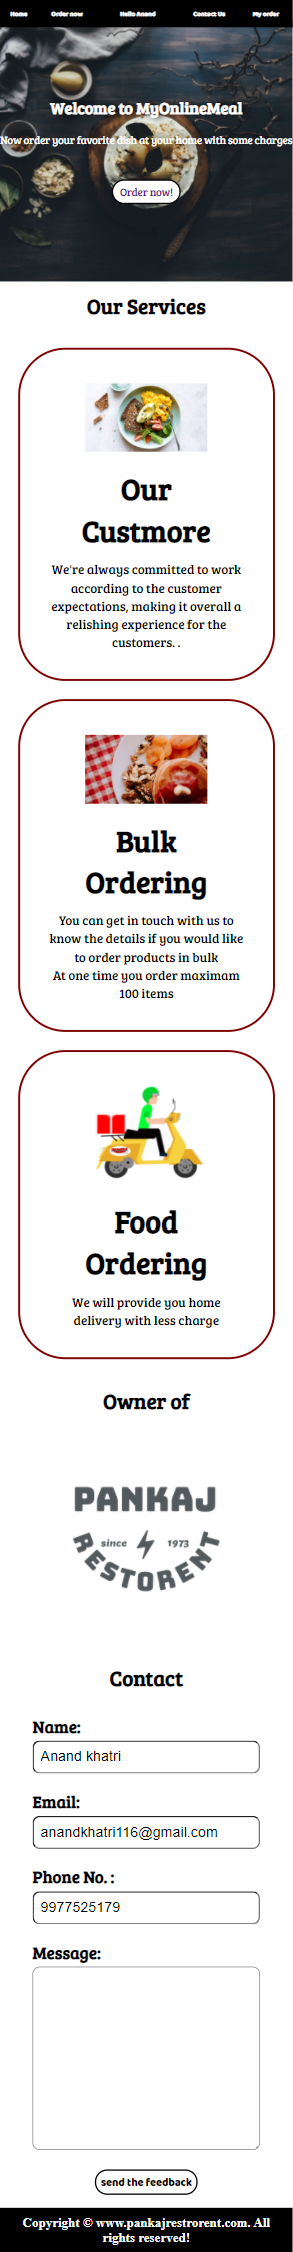 Home Order now Hello Anand Contact Us My order
Welcome to MyOnlineMeal
Now order your favorite dish at your home with some charges
Order now!
Our Services
Our
Custmore
We're always committed to work
according to the customer
expectations, making it overall a
relishing experience for the
customers. .
Bulk
Ordering
You can get in touch with us to
know the details if you would like
to order products in bulk
At one time you order maximam
100 items
Food
Ordering
We will provide you home
delivery with less charge
Owner of
PANKAJ
since 1973
RESTORENT
Contact
Name:
Anand khatri
Email:
anandkhatri116@gmail.com
Phone No. :
9977525179
Message:
send the feedback
Copyright © www.pankajrestrorent.com. All
rights reserved!